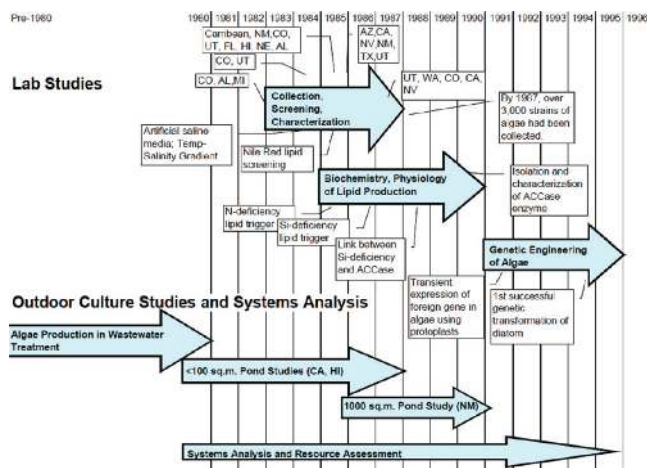 Pre-1980
1980 1981 1982 1983 1984 1985 1986 1987 1988 1989 1990 1991 1992 1993 1994 1995 1996
Carribean, NM,CO,
UT, FL, HI, NE, AL
AZ,CA,
NV,NM,
TX,UT
CO, UT
CO, AL,MI
UT, WA, CO, CA,
NV
Lab Studies
Collection,
Screening,
Characterization
By 1987, over
3,000 strains of
algae had been
collected.
Artificial saline
media; Temp-
Salinity Gradient
Nile Red lipid
screening
Biochemistry, Physiology
of Lipid Production
Isolation and
characterization
of ACCase
enzyme
N-deficiency
lipid trigger
Si-deficiency
lipid trigger
Link between
Si-deficiency
and ACCase
Genetic Engineering
of Algae
Transient
expression of
foreign gene in
algae using
protoplasts
1st successful
genetic
transformation of
diatom
Outdoor Culture Studies and Systems Analysis
Algae Production in Wastewater
Treatment
<100 sq.m. Pond Studies (CA, HI)
1000 sq.m. Pond Study (NM)
Systems Analysis and Resource Assessment